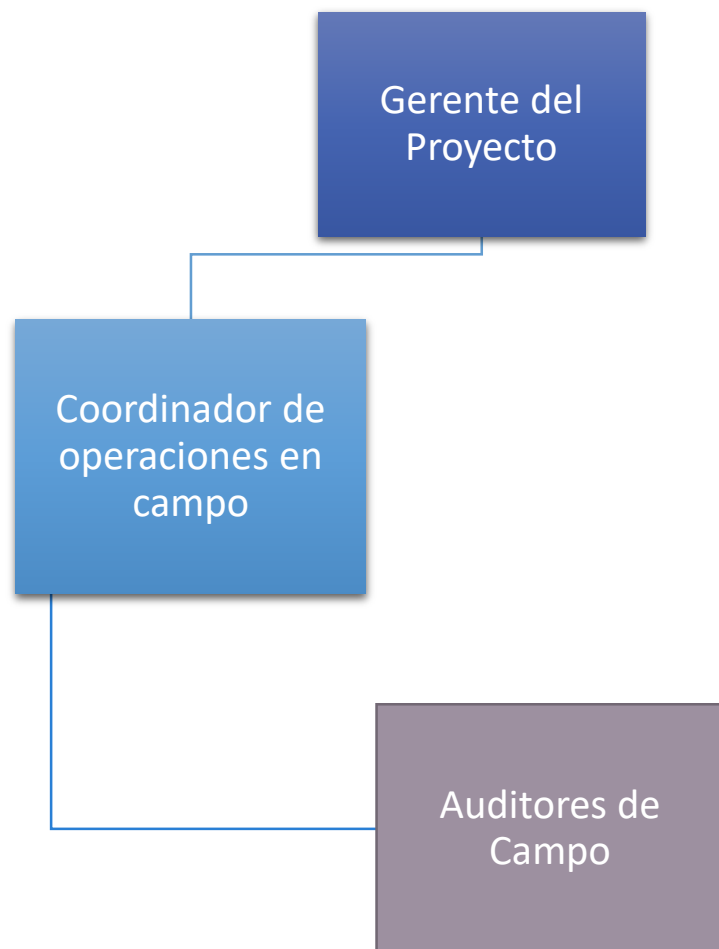 Gerente del
Proyecto
Coordinador de
operaciones en
campo
Auditores de
Campo